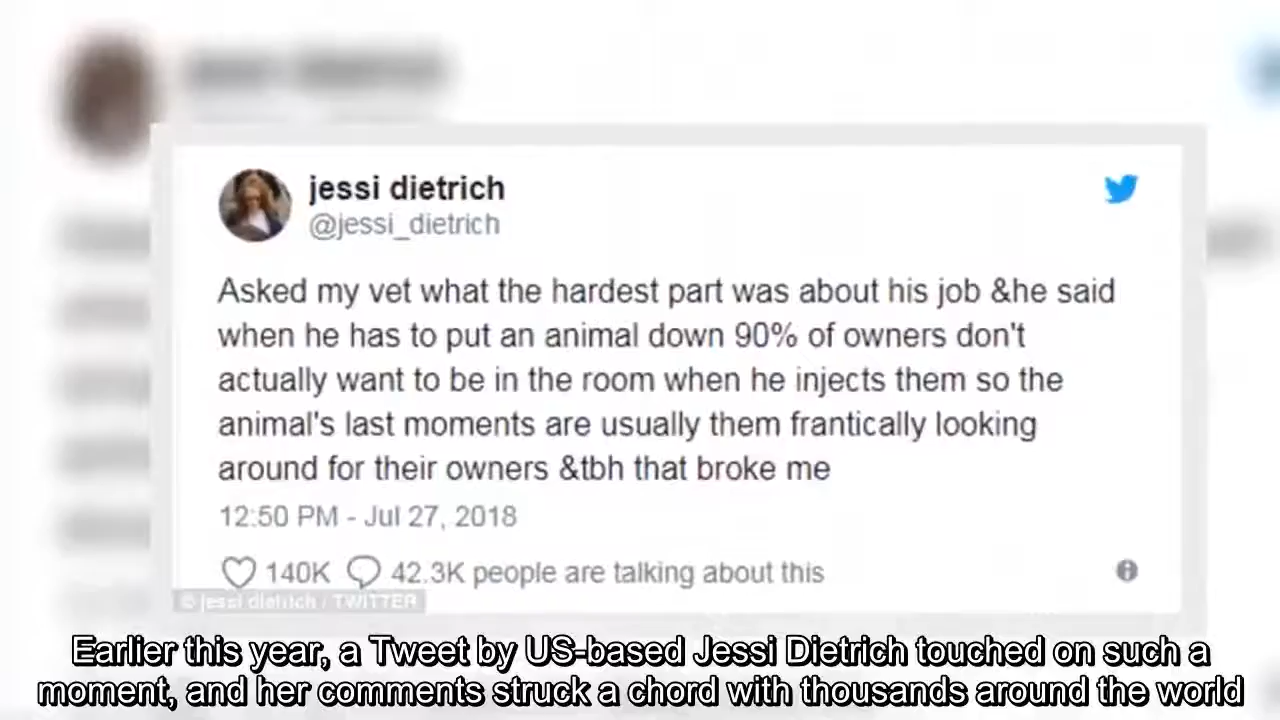 jessi dietrich
@jessi_dietrich
Asked my vet what the hardest part was about his job &he said
when he has to put an animal down 90% of owners don't
actually want to be in the room when he injects them so the
animal's last moments are usually them frantically looking
around for their owners &tbh that broke me
12:50 PM - Jul 27, 2018
140K 42.3K people are talking about this
© jessi dietrich / TWITTER
Earlier this year, a Tweet by US-based Jessi Dietrich touched on such a
moment, and her comments struck a chord with thousands around the world